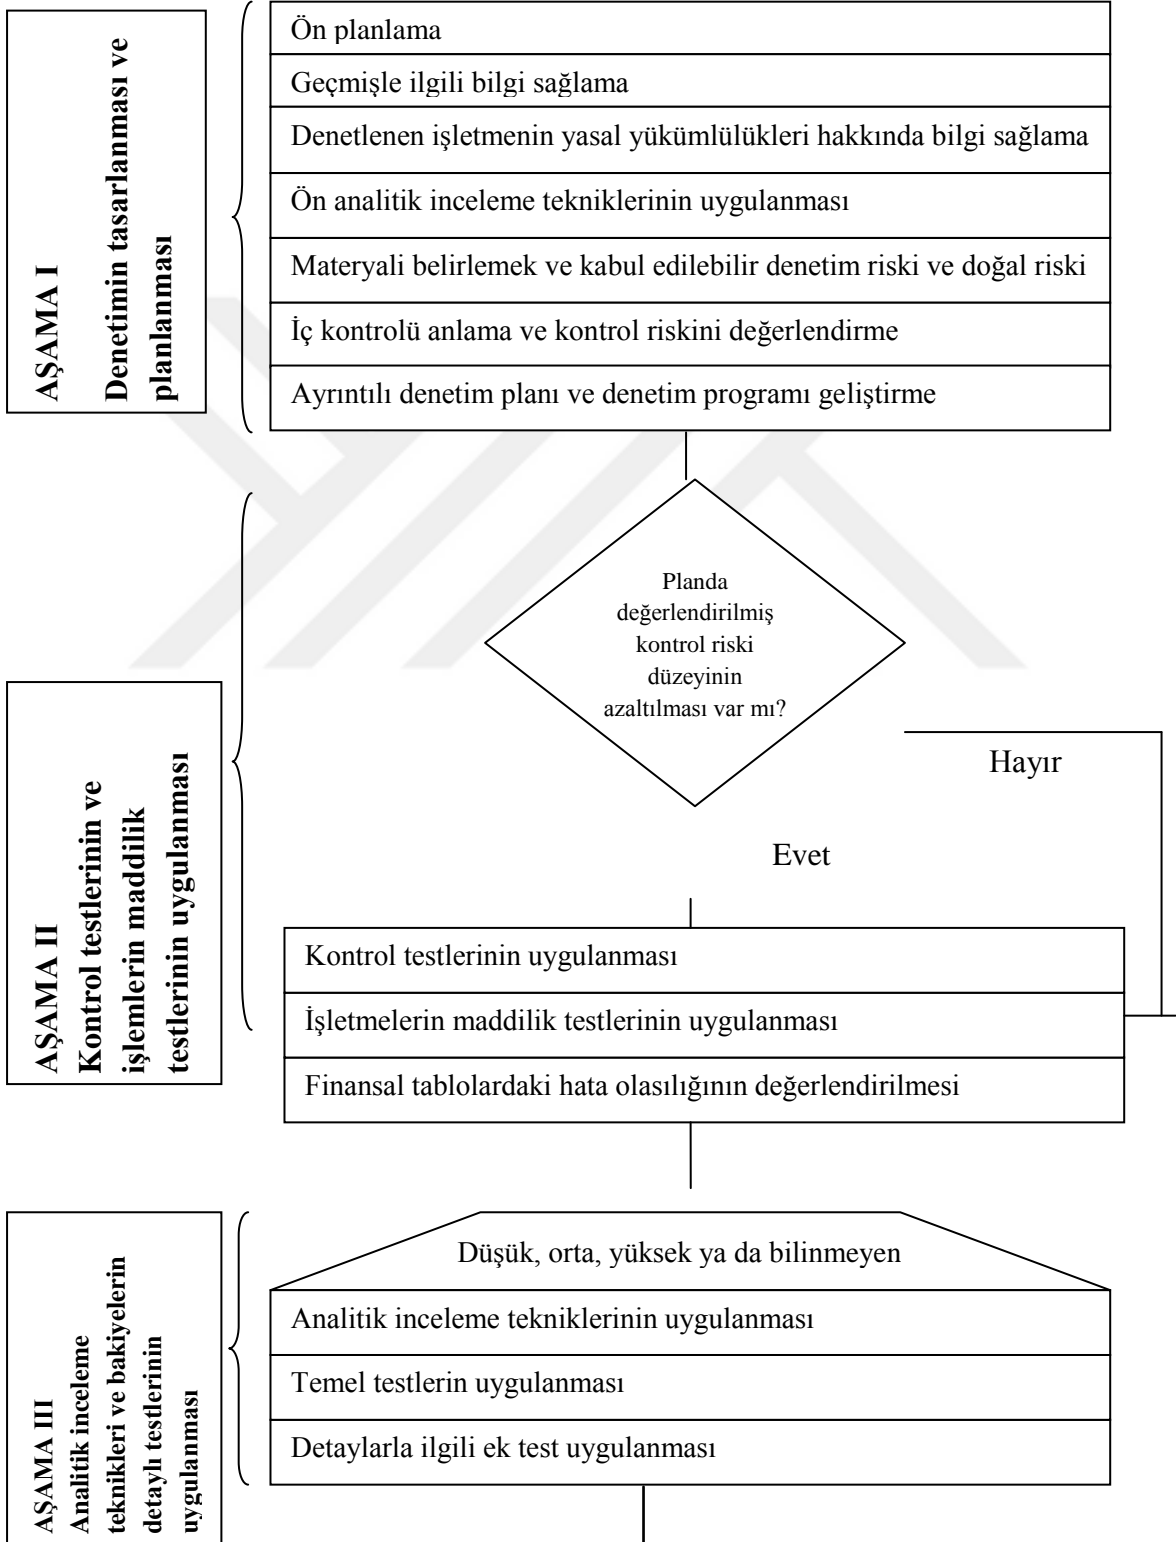 AŞAMA I
Denetimin tasarlanması ve
planlanması
Ön planlama
Geçmişle ilgili bilgi sağlama
Denetlenen işletmenin yasal yükümlülükleri hakkında bilgi sağlama
Ön analitik inceleme tekniklerinin uygulanması
Materyali belirlemek ve kabul edilebilir denetim riski ve doğal riski
İç kontrolü anlama ve kontrol riskini değerlendirme
Ayrıntılı denetim planı ve denetim programı geliştirme
Planda
değerlendirilmiş
kontrol riski
düzeyinin
azaltılması var mı?
Hayır
Evet
AŞAMA II
Kontrol testlerinin ve
işlemlerin maddilik
testlerinin uygulanması
Kontrol testlerinin uygulanması
İşletmelerin maddilik testlerinin uygulanması
Finansal tablolardaki hata olasılığının değerlendirilmesi
AŞAMA III
Analitik inceleme
teknikleri ve bakiyelerin
detaylı testlerinin
uygulanması
Düşük, orta, yüksek ya da bilinmeyen
Analitik inceleme tekniklerinin uygulanması
Temel testlerin uygulanması
Detaylarla ilgili ek test uygulanması